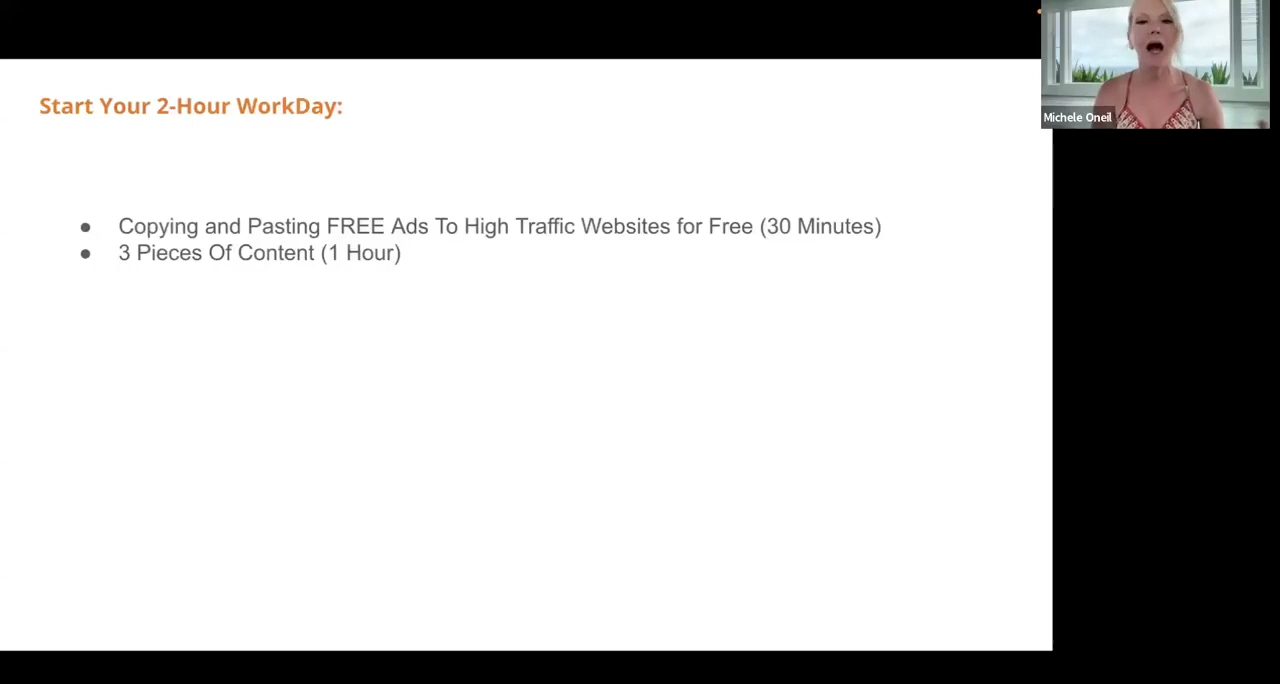 Start Your 2-Hour WorkDay:
Michele Oneil
● Copying and Pasting FREE Ads To High Traffic Websites for Free (30 Minutes)
● 3 Pieces Of Content (1 Hour)